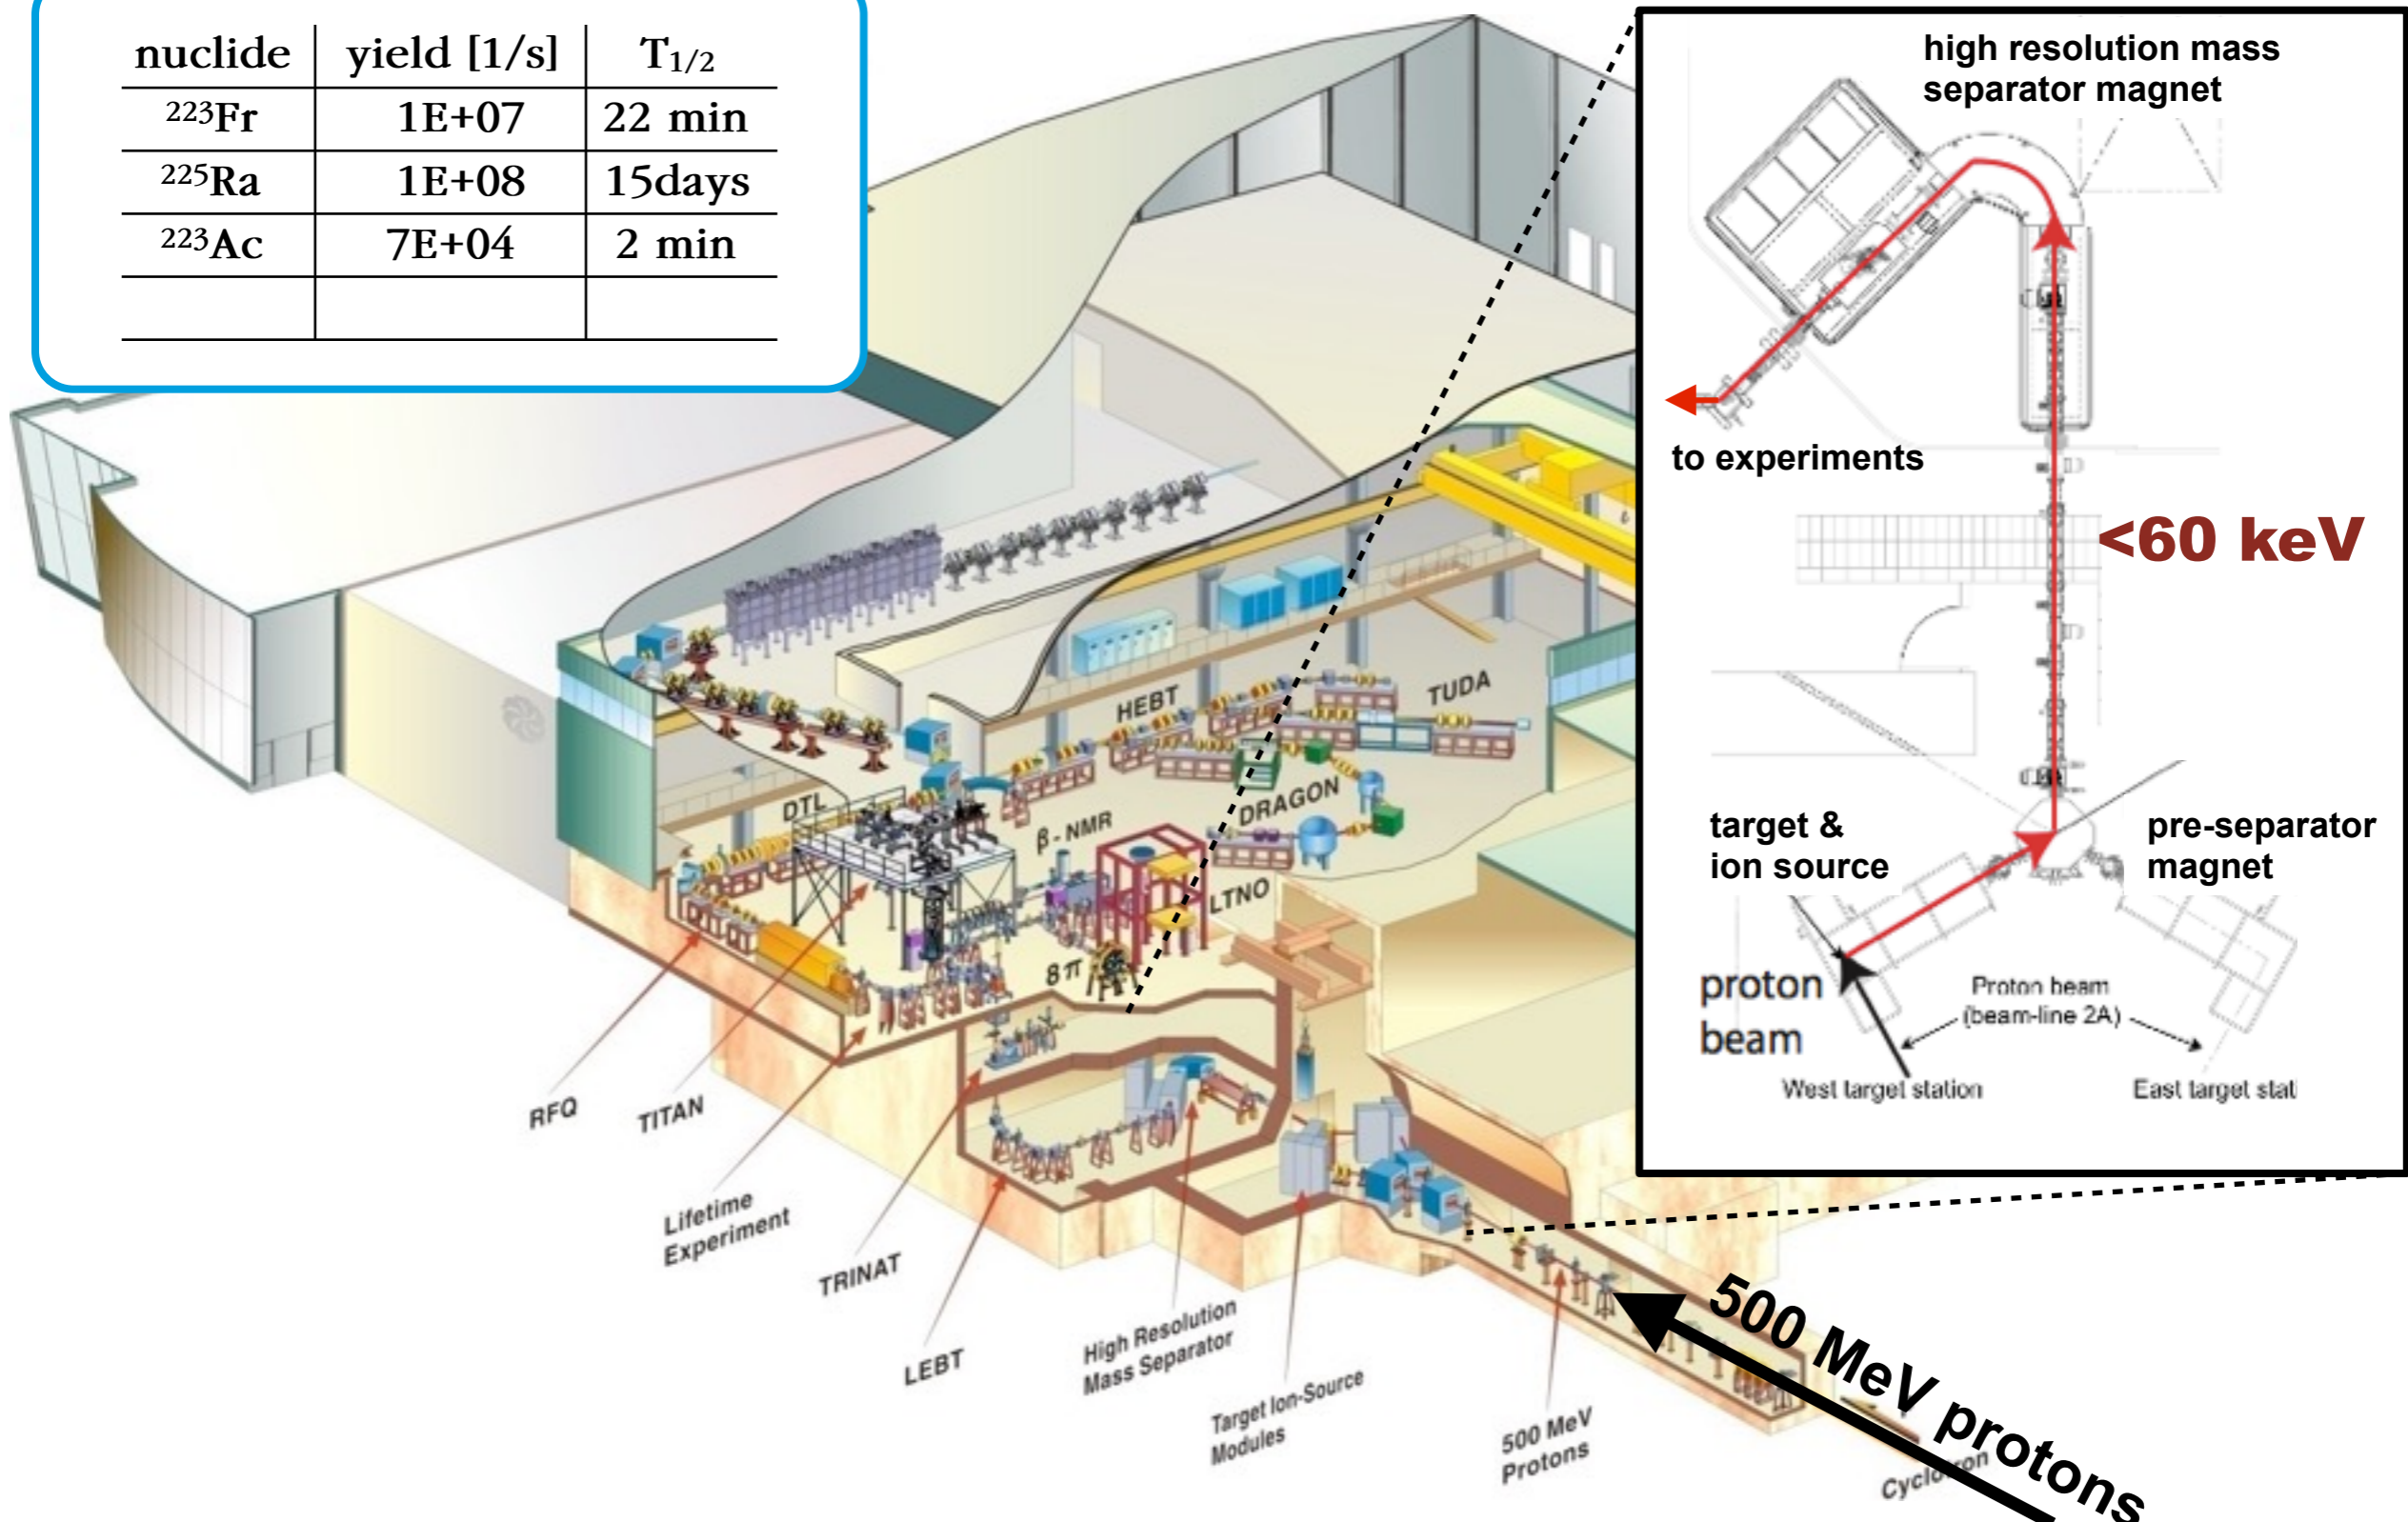 nuclide yield [1/s] T1/2
223Fr 1E+07 22 min
225Ra 1E+08 15days
223Ac 7E+04 2 min
high resolution mass
separator magnet
to experiments
<60 keV
target &
ion source
pre-separator
magnet
proton
beam
Proton beam
(beam-line 2A)
West target station
East target stati
HEBT
TUDA
DTL
β-NMR
DRAGON
LTNO
8π
RFQ
TITAN
Lifetime
Experiment
TRINAT
LEBT
High Resolution
Mass Separator
Target Ion-Source
Modules
500 MeV
Protons
500 MeV protons
Cyclotron